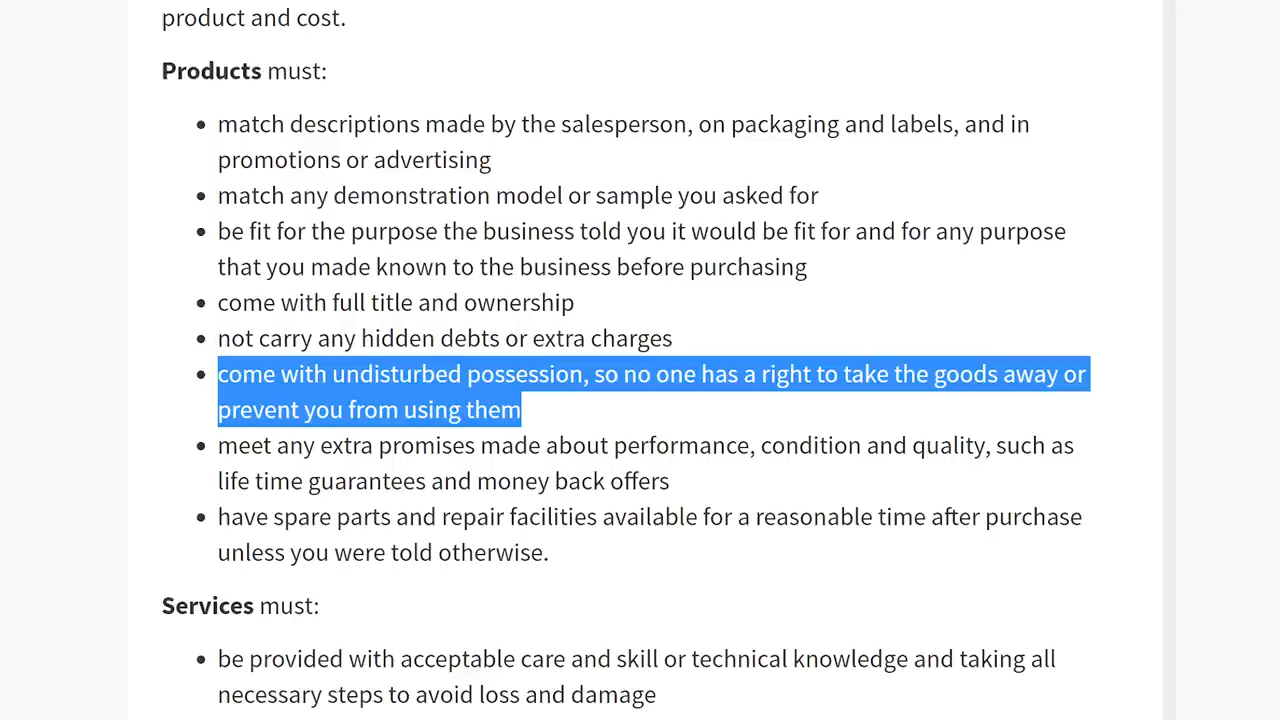 product and cost.
Products must:
• match descriptions made by the salesperson, on packaging and labels, and in
promotions or advertising
• match any demonstration model or sample you asked for
• be fit for the purpose the business told you it would be fit for and for any purpose
that you made known to the business before purchasing
• come with full title and ownership
• not carry any hidden debts or extra charges
• come with undisturbed possession, so no one has a right to take the goods away or
prevent you from using them
• meet any extra promises made about performance, condition and quality, such as
life time guarantees and money back offers
• have spare parts and repair facilities available for a reasonable time after purchase
unless you were told otherwise.
Services must:
• be provided with acceptable care and skill or technical knowledge and taking all
necessary steps to avoid loss and damage